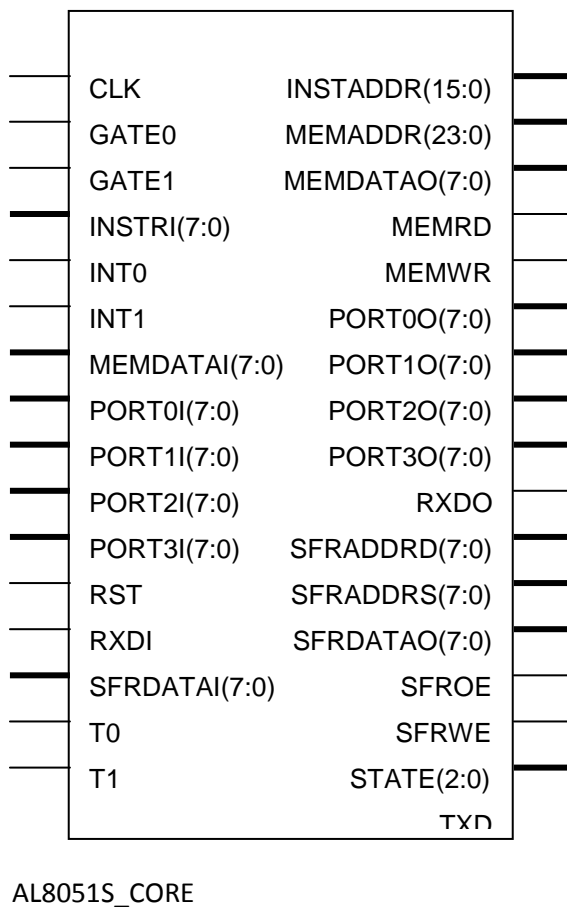 CLK INSTADDR(15:0)
GATE0 MEMADDR(23:0)
GATE1 MEMDATAO(7:0)
INSTRI(7:0) MEMRD
INT0 MEMWR
INT1 PORT0O(7:0)
MEMDATAI(7:0) PORT1O(7:0)
PORT0I(7:0) PORT2O(7:0)
PORT1I(7:0) PORT3O(7:0)
PORT2I(7:0) RXDO
PORT3I(7:0) SFRADDRD(7:0)
RST SFRADDRS(7:0)
RXDI SFRDATAO(7:0)
SFRDATAI(7:0) SFROE
T0 SFRWE
T1 STATE(2:0)
TXD
AL8051S_CORE